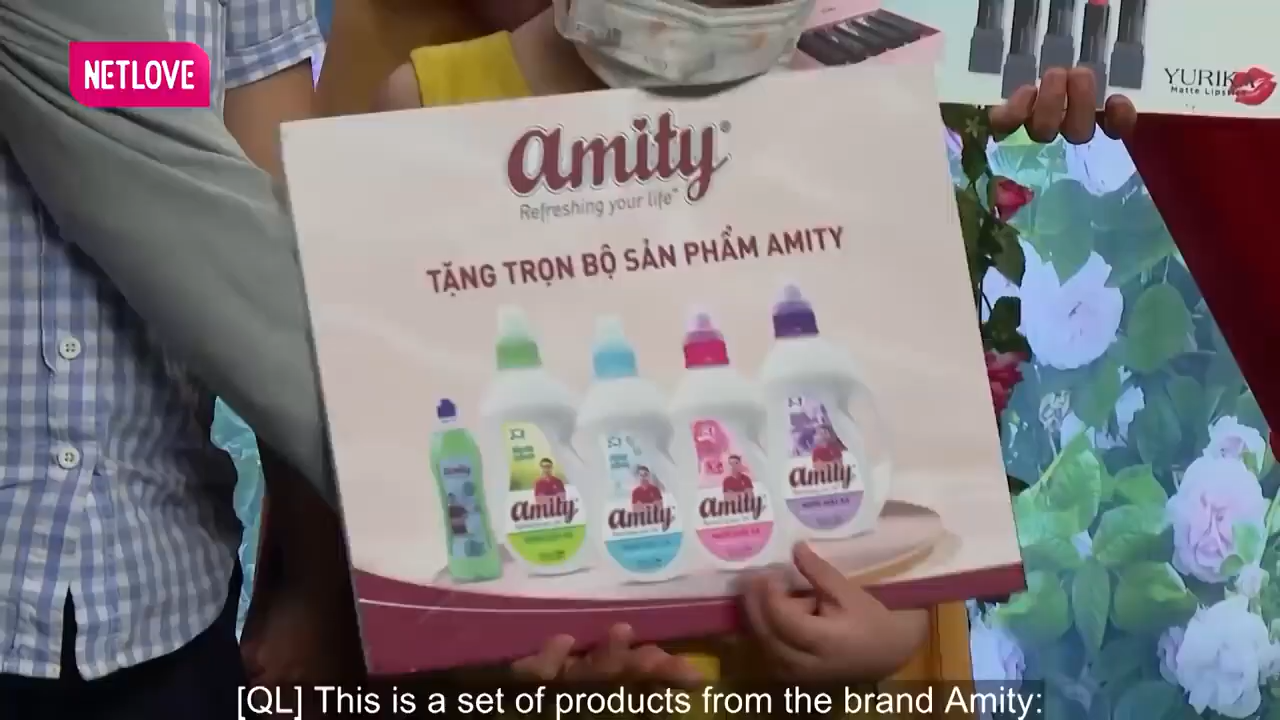 NETLOVE
YURIKA
Matte Lipstick
amity
Refreshing your life™
TẶNG TRỌN BỘ SẢN PHẨM AMITY
amity
amity
amity
amity
[QL] This is a set of products from the brand Amity: